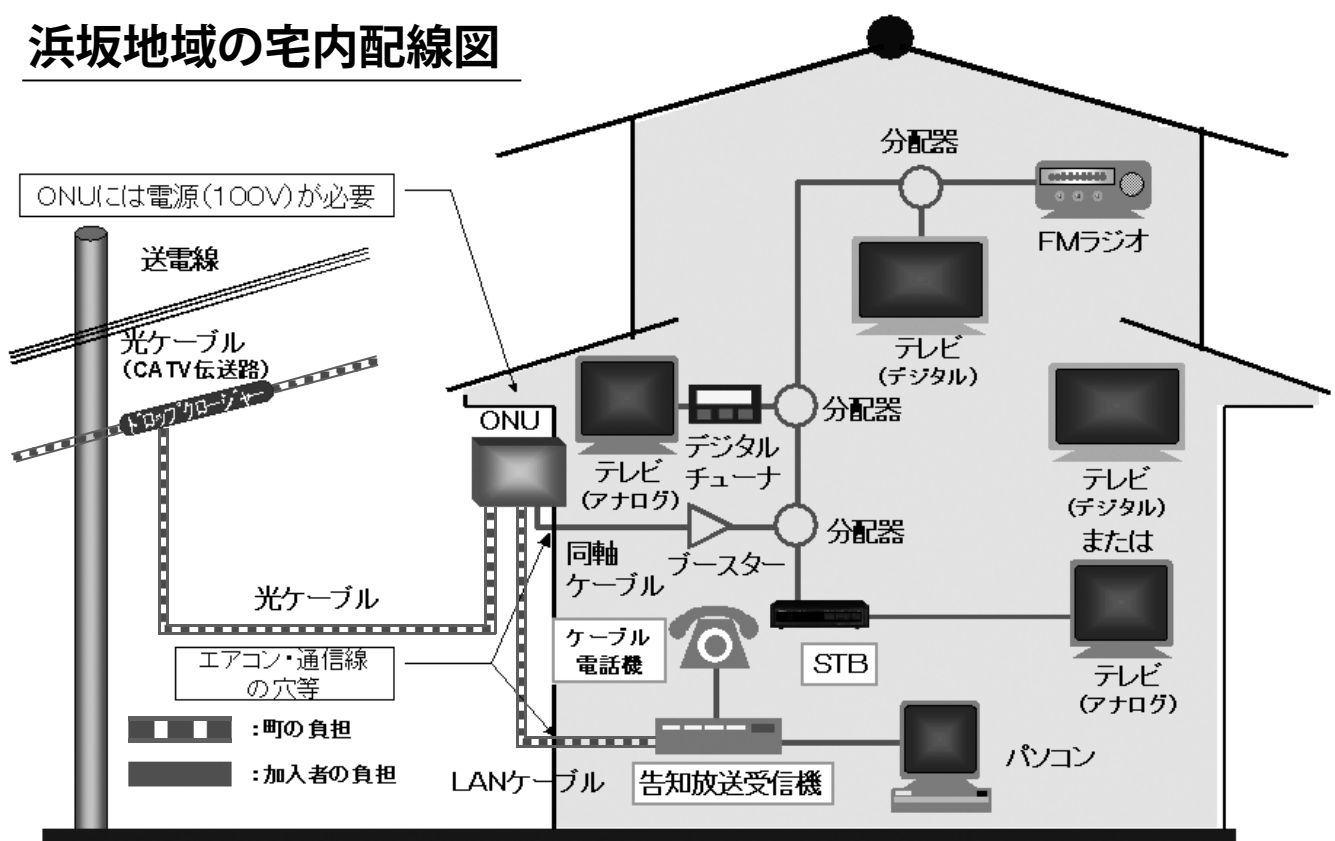 浜坂地域の宅内配線図
ONUには電源(100V)が必要
送電線
光ケーブル
(CATV伝送路)
ドロップクロージャー
ONU
光ケーブル
エアコン・通信線
の穴等
:町の負担
:加入者の負担
分配器
FMラジオ
テレビ
(デジタル)
分配器
デジタル
チューナ
テレビ
(アナログ)
分配器
ブースター
同軸
ケーブル
ケーブル
電話機
STB
テレビ
(デジタル)
または
テレビ
(アナログ)
パソコン
LANケーブル
告知放送受信機